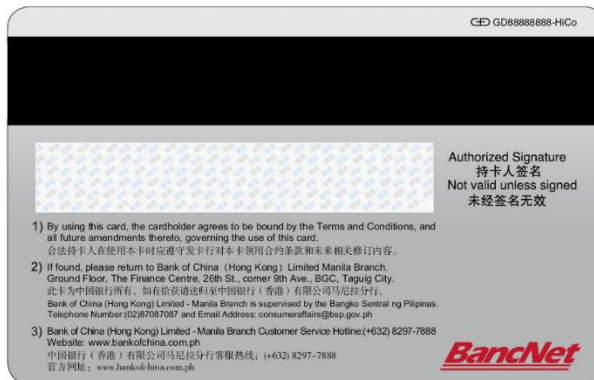 GD GD88888888-HiCo
Authorized Signature
持卡人签名
Not valid unless signed
未经签名无效
1) By using this card, the cardholder agrees to be bound by the Terms and Conditions, and
all future amendments thereto, governing the use of this card.
合法持卡人在使用本卡时应遵守发卡行对本卡领用合约条款和未来相关修订内容。
2) If found, please return to Bank of China（Hong Kong）Limited Manila Branch.
Ground Floor, The Finance Centre, 26th St., corner 9th Ave., BGC, Taguig City.
此卡为中国银行所有，如有拾获请送归至中国银行（香港）有限公司马尼拉分行。
Bank of China (Hong Kong) Limited - Manila Branch is supervised by the Bangko Sentral ng Pilipinas.
Telephone Number:(02)87087087 and Email Address: consumeraffairs@bsp.gov.ph
3) Bank of China (Hong Kong) Limited - Manila Branch Customer Service Hotline:(+632) 8297-7888
Website: www.bankofchina.com.ph
中国银行（香港）有限公司马尼拉分行客服热线：(+632) 8297-7888
官方网址：www.bankofchina.com.ph
BancNet